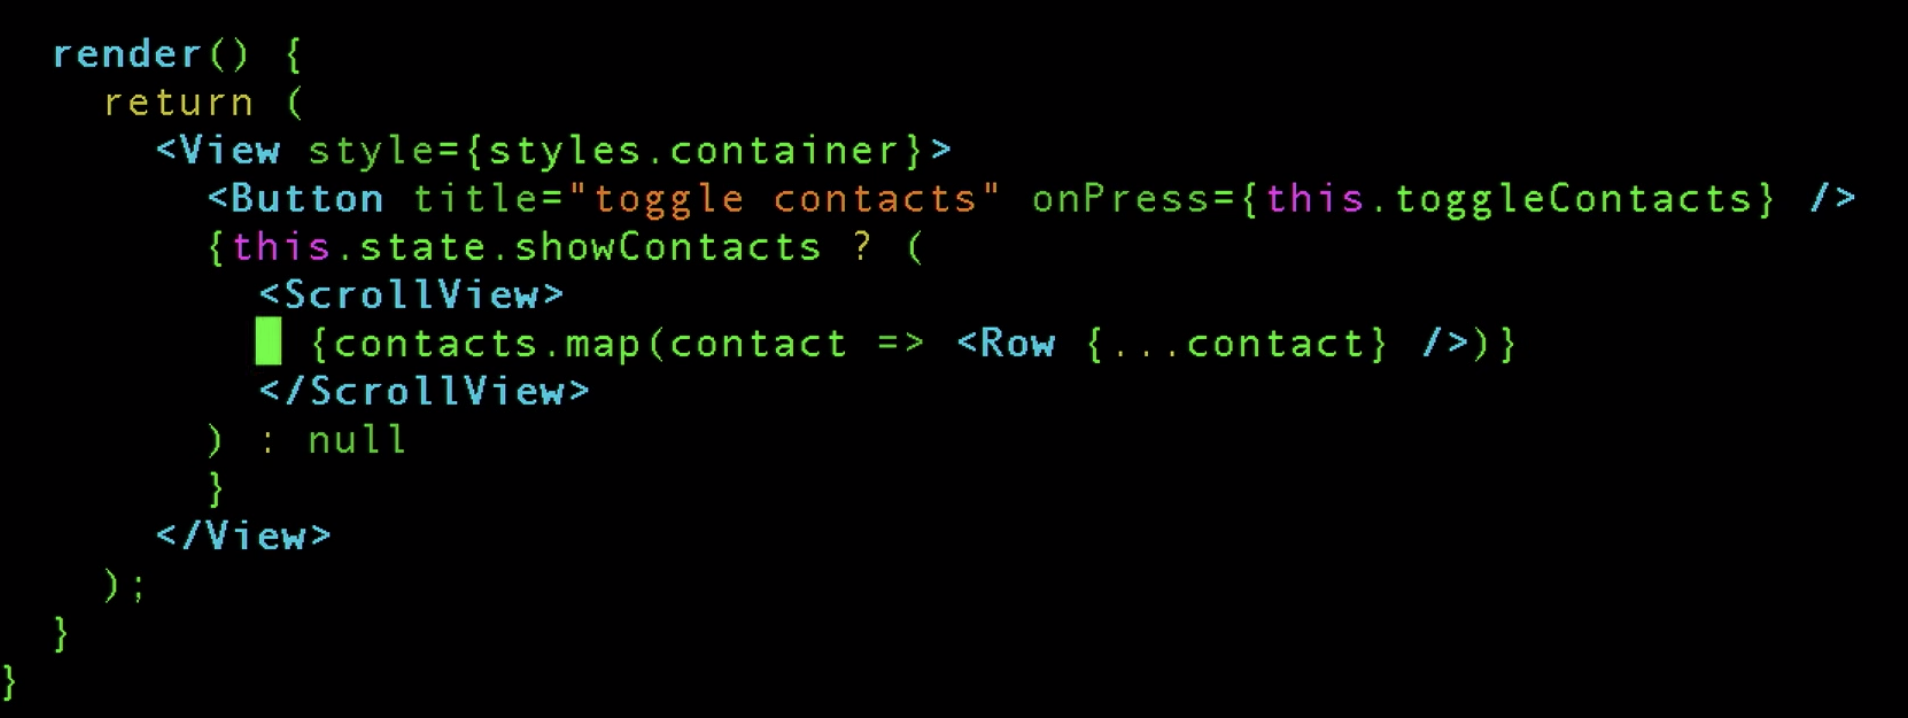 render() {
return (
<View style={styles.container}>
<Button title="toggle contacts" onPress={this.toggleContacts} />
{this.state.showContacts ? (
<ScrollView>
{contacts.map(contact => <Row {...contact} />)}
</ScrollView>
) : null
}
</View>
);
}
}